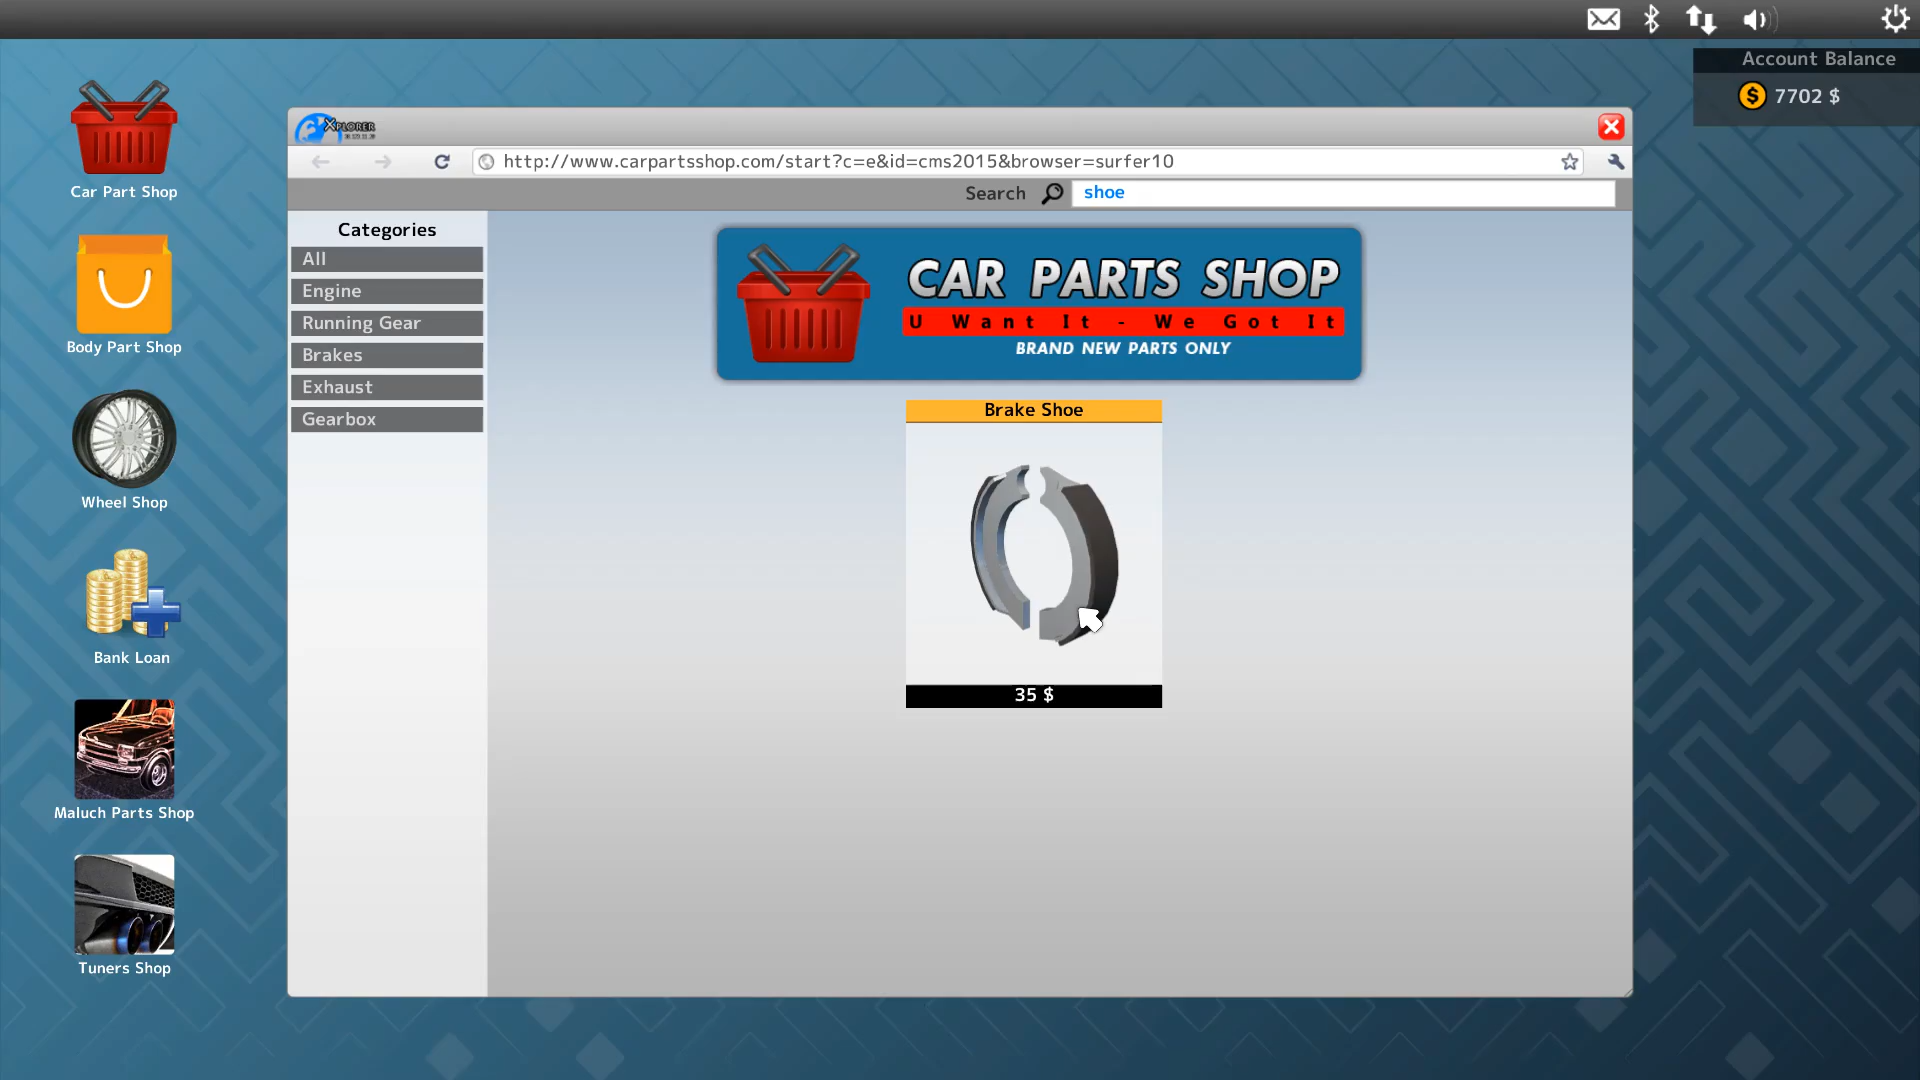 Account Balance
$ 7702 $
Car Part Shop
Body Part Shop
Wheel Shop
Bank Loan
Maluch Parts Shop
Tuners Shop
XPLORER
http://www.carpartsshop.com/start?c=e&id=cms2015&browser=surfer10
Search shoe
Categories
All
Engine
Running Gear
Brakes
Exhaust
Gearbox
CAR PARTS SHOP
U Want It - We Got It
BRAND NEW PARTS ONLY
Brake Shoe
35 $